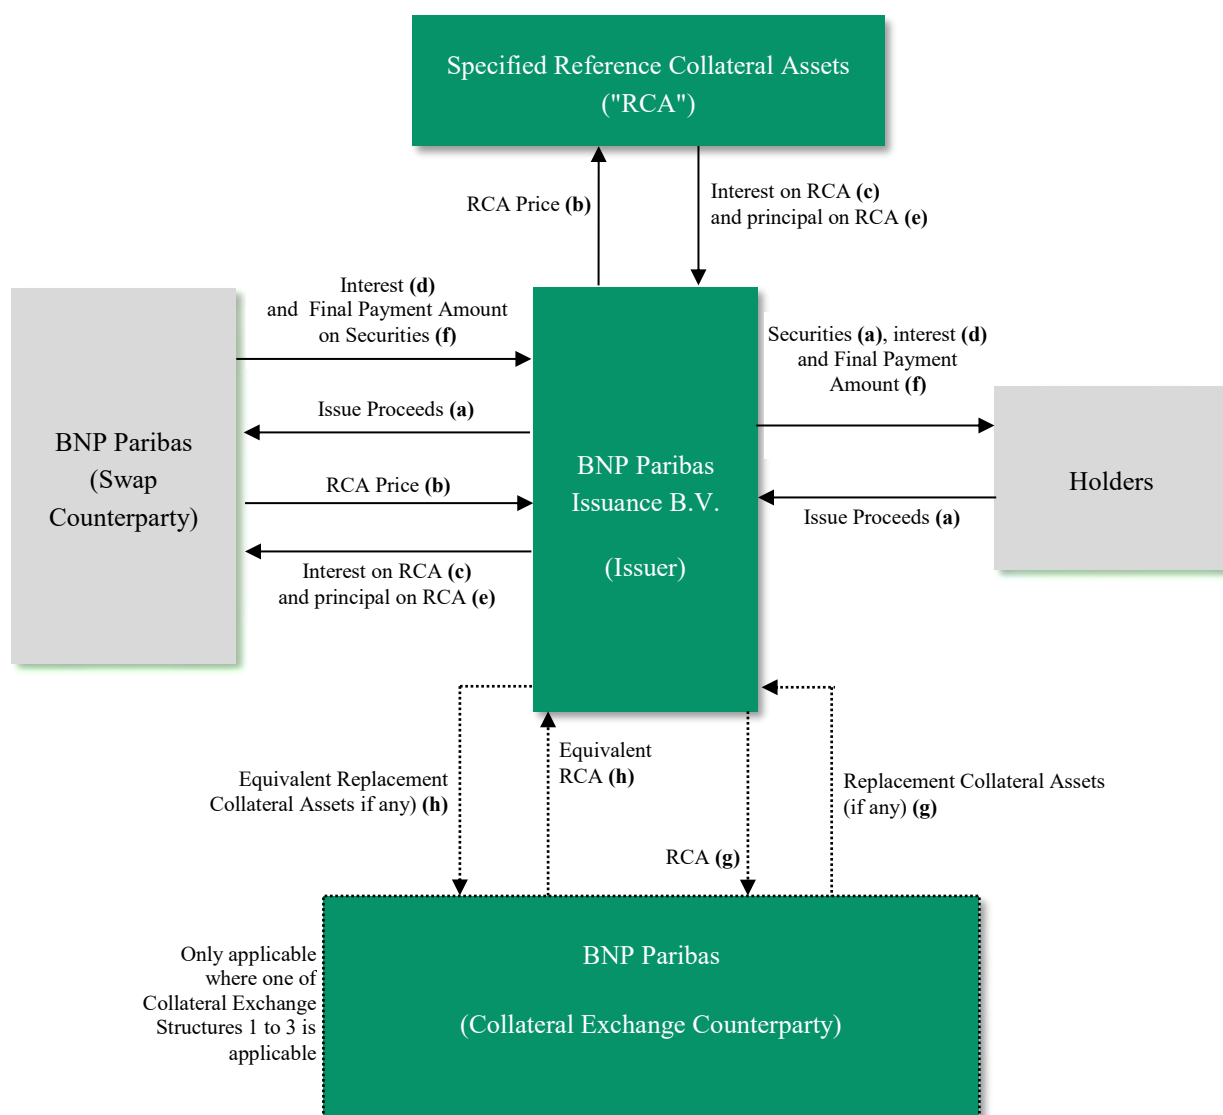 Specified Reference Collateral Assets
("RCA")
RCA Price (b)
Interest on RCA (c)
and principal on RCA (e)
Interest (d)
and Final Payment Amount
on Securities (f)
Securities (a), interest (d)
and Final Payment
Amount (f)
Issue Proceeds (a)
BNP Paribas
(Swap
Counterparty)
RCA Price (b)
BNP Paribas
Issuance B.V.
(Issuer)
Holders
Issue Proceeds (a)
Interest on RCA (c)
and principal on RCA (e)
Equivalent Replacement
Collateral Assets if any) (h)
Equivalent
RCA (h)
RCA (g)
Replacement Collateral Assets
(if any) (g)
Only applicable
where one of
Collateral Exchange
Structures 1 to 3 is
applicable
BNP Paribas
(Collateral Exchange Counterparty)